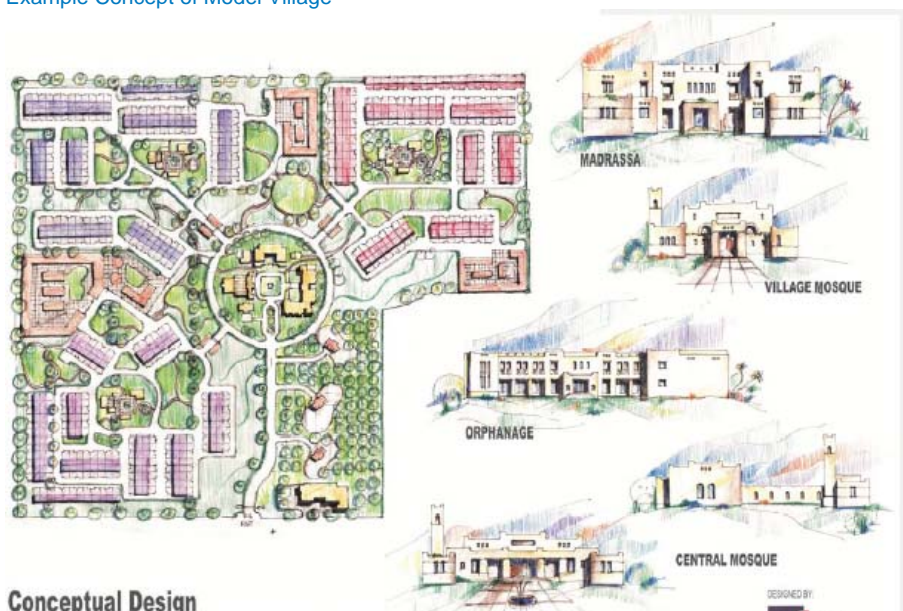 Example Concept of Model Village
MADRASSA
VILLAGE MOSQUE
ORPHANAGE
CENTRAL MOSQUE
DESIGNED BY:
Conceptual Design